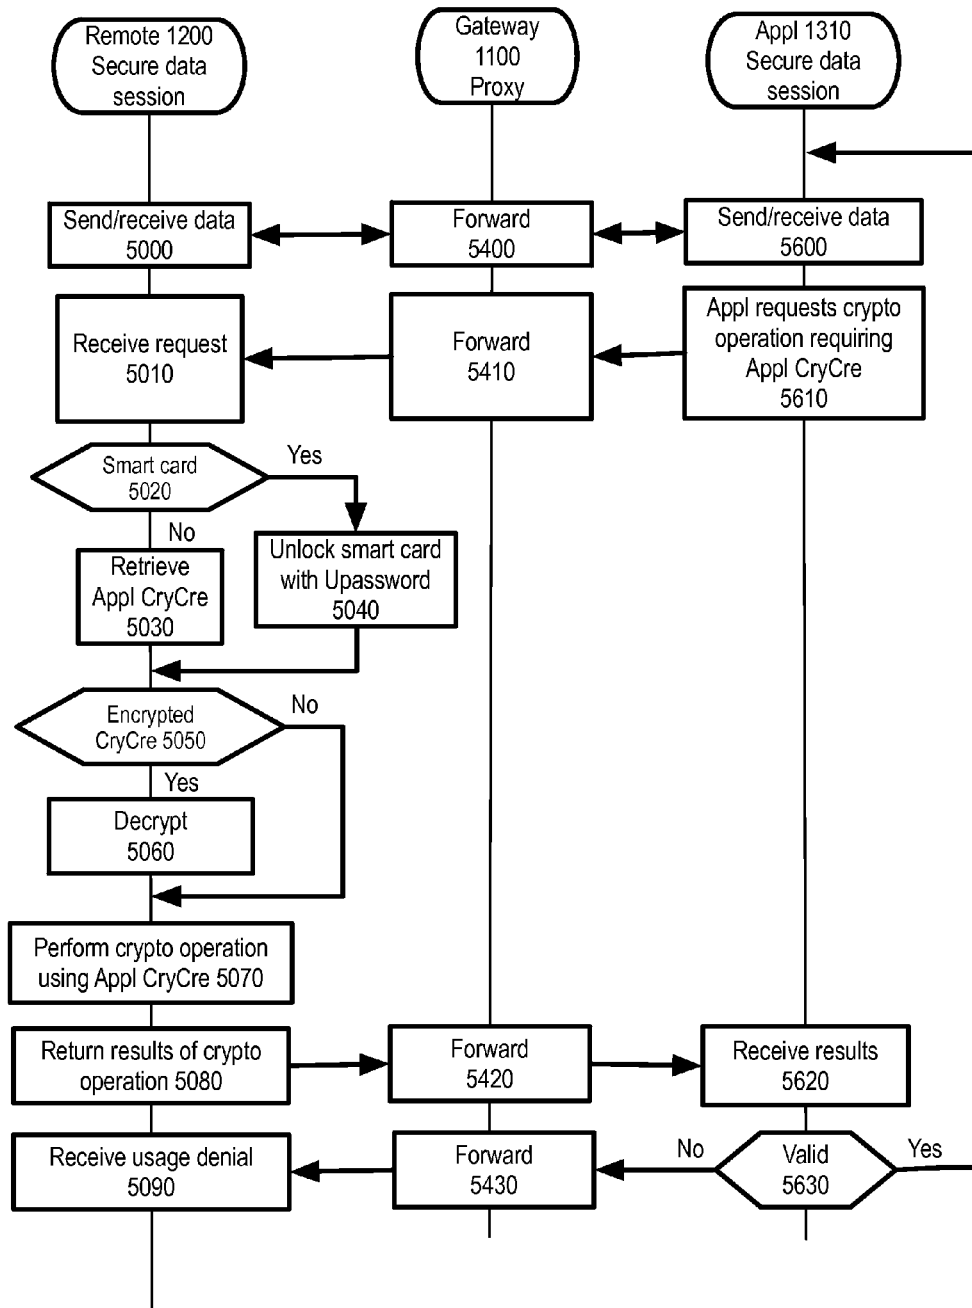 Remote 1200
Secure data
session
Gateway
1100
Proxy
Appl 1310
Secure data
session
Send/receive data
5000
Forward
5400
Send/receive data
5600
Receive request
5010
Forward
5410
Appl requests crypto
operation requiring
Appl CryCre
5610
Smart card
5020
Yes
No
Retrieve
Appl CryCre
5030
Unlock smart card
with Upassword
5040
Encrypted
CryCre 5050
No
Yes
Decrypt
5060
Perform crypto operation
using Appl CryCre 5070
Return results of crypto
operation 5080
Forward
5420
Receive results
5620
Receive usage denial
5090
Forward
5430
No
Valid
5630
Yes